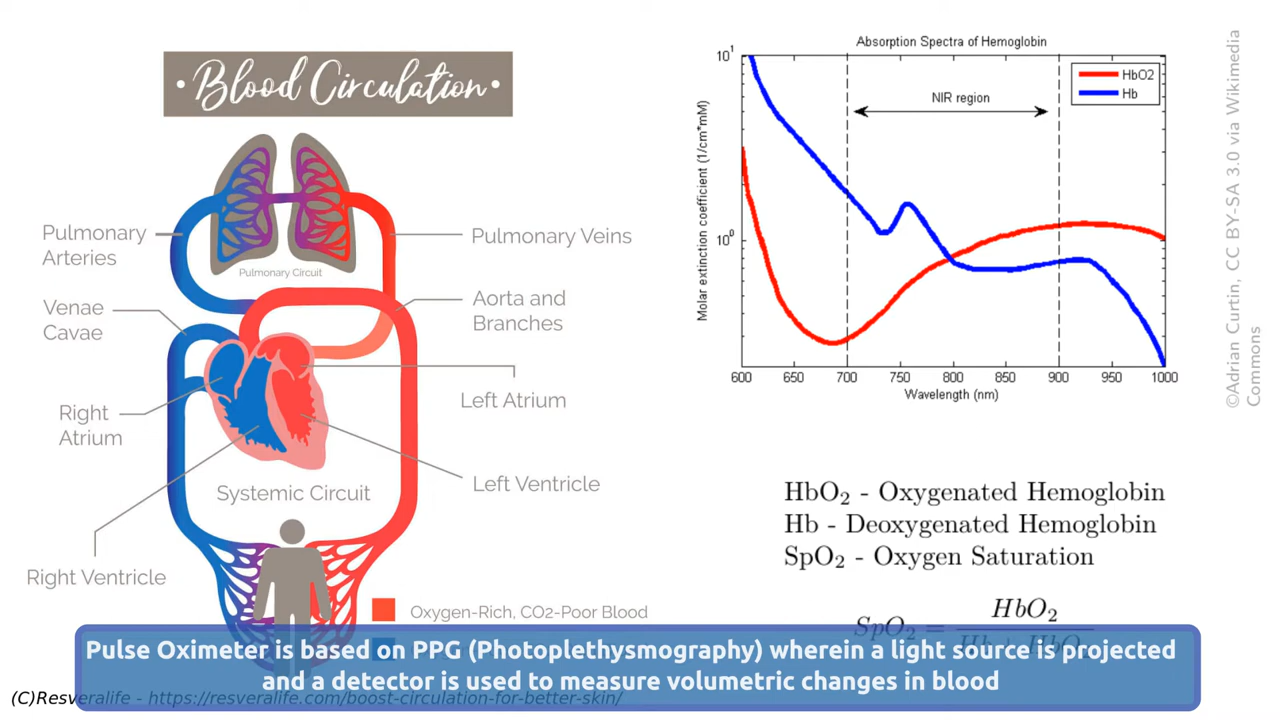 • Blood Circulation •
Pulmonary
Arteries
Pulmonary Veins
Pulmonary Circuit
Venae
Cavae
Aorta and
Branches
Right
Atrium
Left Atrium
Systemic Circuit
Left Ventricle
Right Ventricle
Oxygen-Rich, CO2-Poor Blood
Absorption Spectra of Hemoglobin
HbO2
Hb
NIR region
Molar extinction coefficient (1/cm*mM)
10¹
10⁰
600 650 700 750 800 850 900 950 1000
Wavelength (nm)
©Adrian Curtin, CC BY-SA 3.0 via Wikimedia
Commons
HbO₂ - Oxygenated Hemoglobin
Hb - Deoxygenated Hemoglobin
SpO₂ - Oxygen Saturation
SpO₂ = HbO₂
Hb + HbO₂
Pulse Oximeter is based on PPG (Photoplethysmography) wherein a light source is projected
and a detector is used to measure volumetric changes in blood
(C)Resveralife - https://resveralife.com/boost-circulation-for-better-skin/